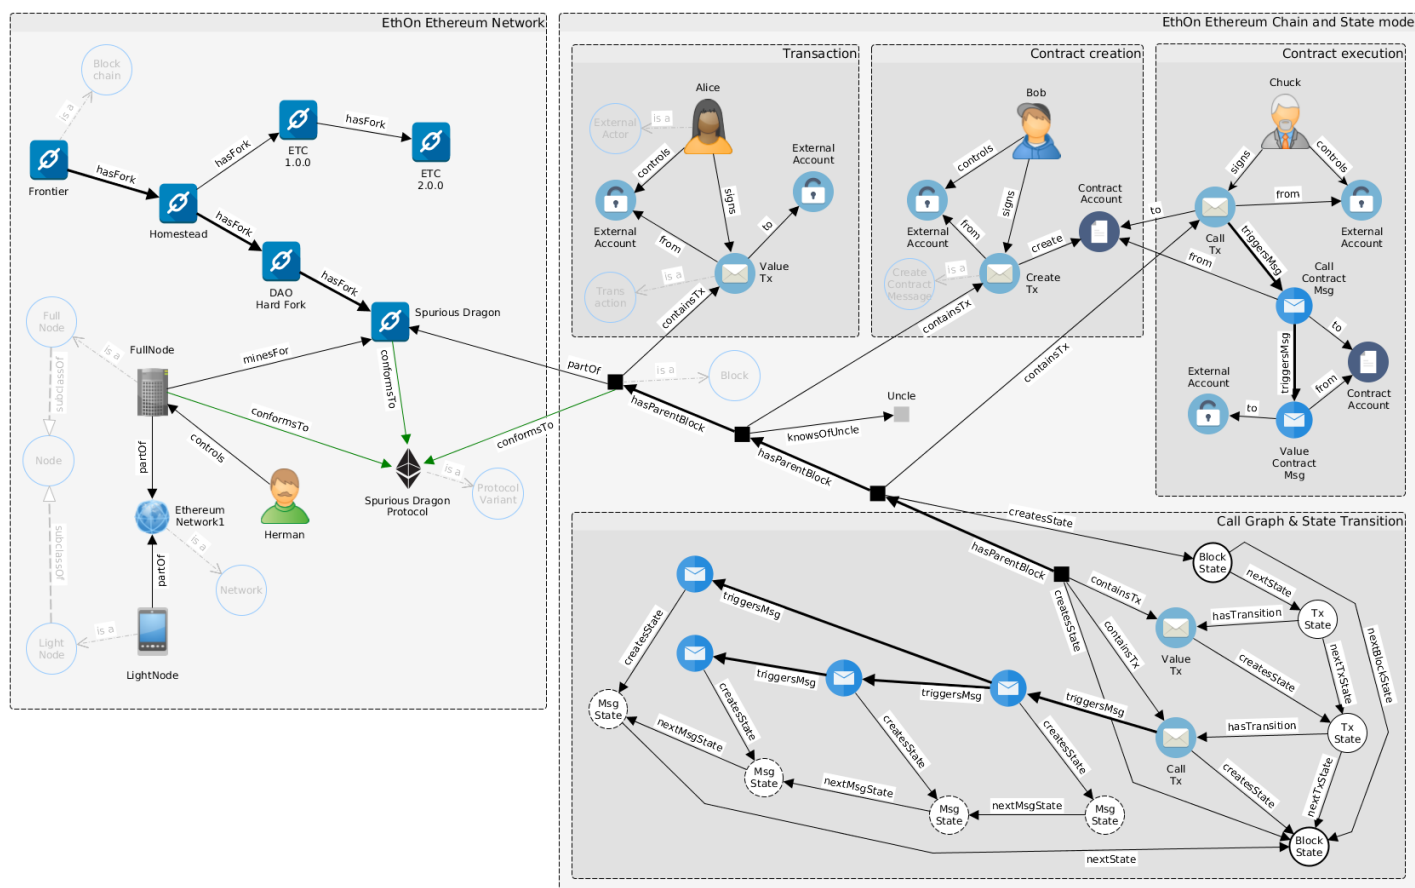 EthOn Ethereum Network
Block
chain
is a
Frontier
hasFork
Homestead
hasFork
ETC
1.0.0
hasFork
ETC
2.0.0
hasFork
DAO
Hard Fork
hasFork
Spurious Dragon
Full
Node
is a
FullNode
minesFor
conformsTo
subclassOf
conformsTo
controls
partOf
Node
Spurious Dragon
Protocol
is a
Protocol
Variant
Ethereum
Network1
Herman
is a
Network
subclassOf
partOf
Light
Node
is a
LightNode
EthOn Ethereum Chain and State mode
Transaction
Alice
External
Actor
is a
controls
signs
External
Account
External
Account
from
to
Trans
action
is a
Value
Tx
containsTx
Contract creation
Bob
controls
signs
Contract
Account
External
Account
from
create
Create
Contract
Message
is a
Create
Tx
containsTx
Contract execution
Chuck
signs
controls
to
from
Call
Tx
External
Account
triggersMsg
from
Call
Contract
Msg
to
triggersMsg
External
Account
from
Contract
Account
to
Value
Contract
Msg
containsTx
partOf
is a
Block
conformsTo
hasParentBlock
Uncle
knowsOfUncle
hasParentBlock
createsState
hasParentBlock
Call Graph & State Transition
Block
State
nextState
containsTx
hasTransition
Tx
State
triggersMsg
createsState
createsState
containsTx
Value
Tx
createsState
nextTxState
nextBlockState
triggersMsg
triggersMsg
triggersMsg
Msg
State
createsState
createsState
createsState
hasTransition
Tx
State
nextMsgState
Call
Tx
createsState
nextTxState
Msg
State
nextMsgState
Msg
State
nextMsgState
Msg
State
Block
State
nextState